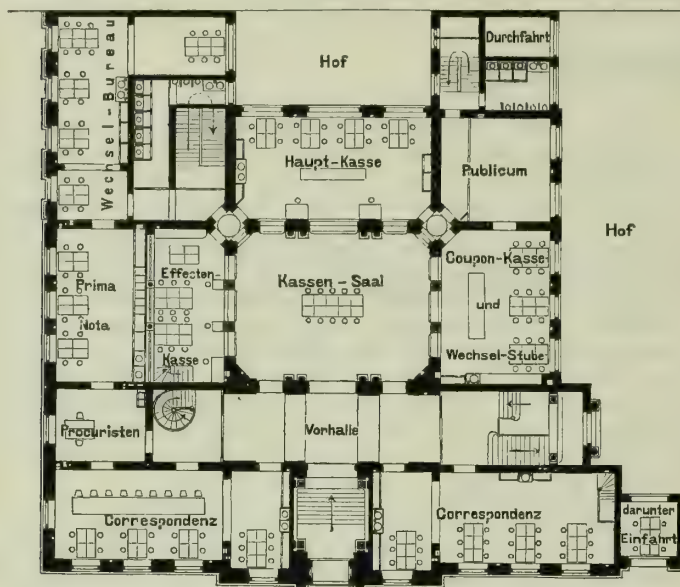 Wechsel-Bureau
Hof
Durchfahrt
Haupt-Kasse
Publicum
Hof
Prima
Nota
Effecten-
Kasse
Kassen-Saal
Coupon-Kasse
und
Wechsel-Stube
Procuristen
Vorhalle
Correspondenz
Correspondenz
darunter
Einfahrt